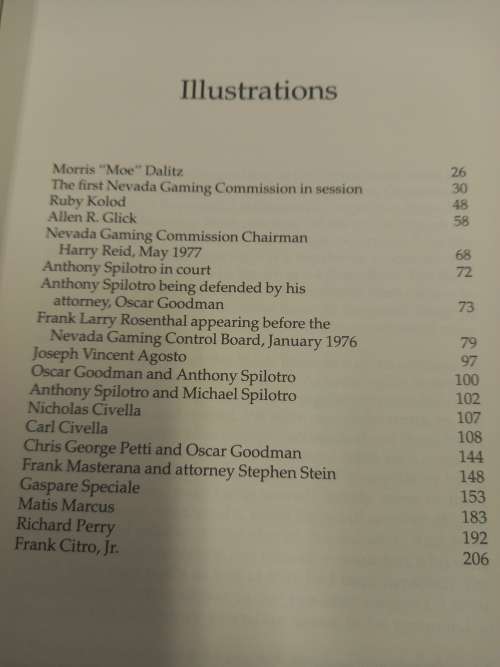 Illustrations
Morris "Moe" Dalitz 26
The first Nevada Gaming Commission in session 30
Ruby Kolod 48
Allen R. Glick 58
Nevada Gaming Commission Chairman
Harry Reid, May 1977 68
Anthony Spilotro in court 72
Anthony Spilotro being defended by his
attorney, Oscar Goodman 73
Frank Larry Rosenthal appearing before the
Nevada Gaming Control Board, January 1976 79
Joseph Vincent Agosto 97
Oscar Goodman and Anthony Spilotro 100
Anthony Spilotro and Michael Spilotro 102
Nicholas Civella 107
Carl Civella 108
Chris George Petti and Oscar Goodman 144
Frank Masterana and attorney Stephen Stein 148
Gaspare Speciale 153
Matis Marcus 183
Richard Perry 192
Frank Citro, Jr. 206